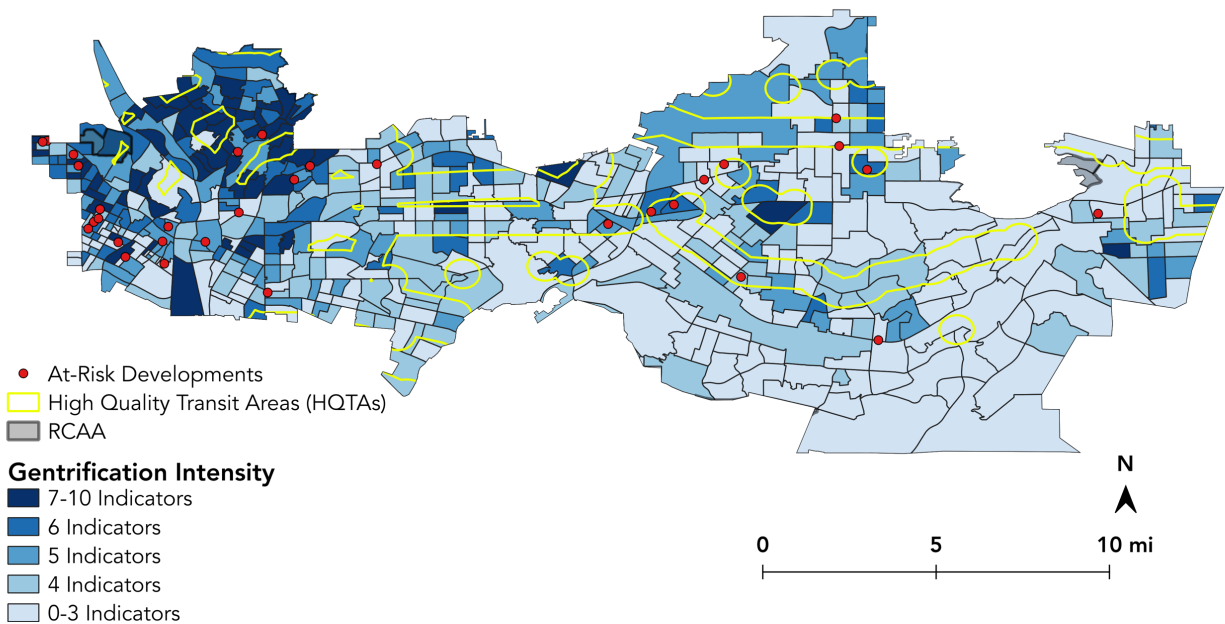 At-Risk Developments
High Quality Transit Areas (HQTAs)
RCAA
Gentrification Intensity
7-10 Indicators
6 Indicators
5 Indicators
4 Indicators
0-3 Indicators
N
0 5 10 mi